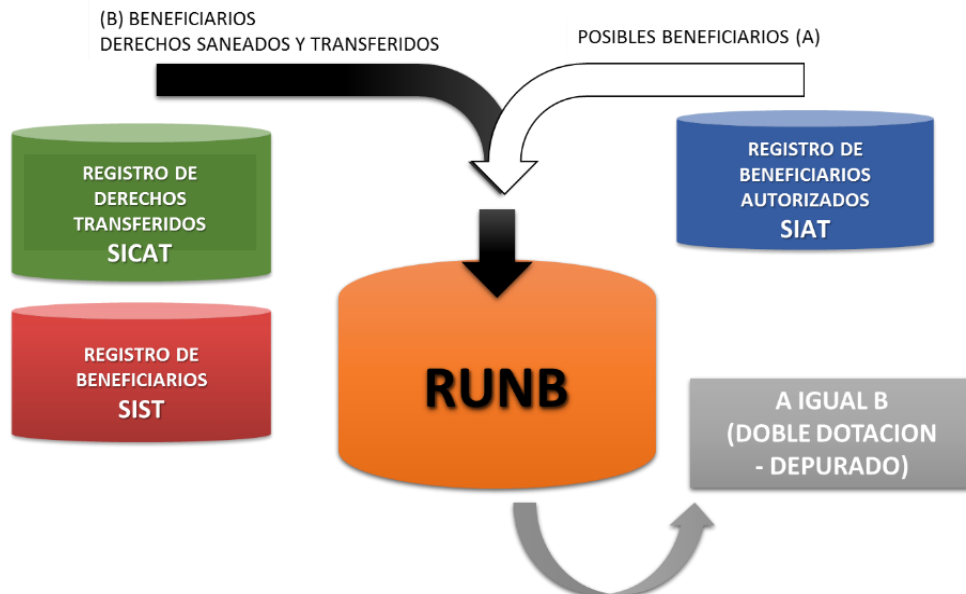 (B) BENEFICIARIOS
DERECHOS SANEADOS Y TRANSFERIDOS
POSIBLES BENEFICIARIOS (A)
REGISTRO DE
DERECHOS
TRANSFERIDOS
SICAT
REGISTRO DE
BENEFICIARIOS
AUTORIZADOS
SIAT
REGISTRO DE
BENEFICIARIOS
SIST
RUNB
A IGUAL B
(DOBLE DOTACION
- DEPURADO)